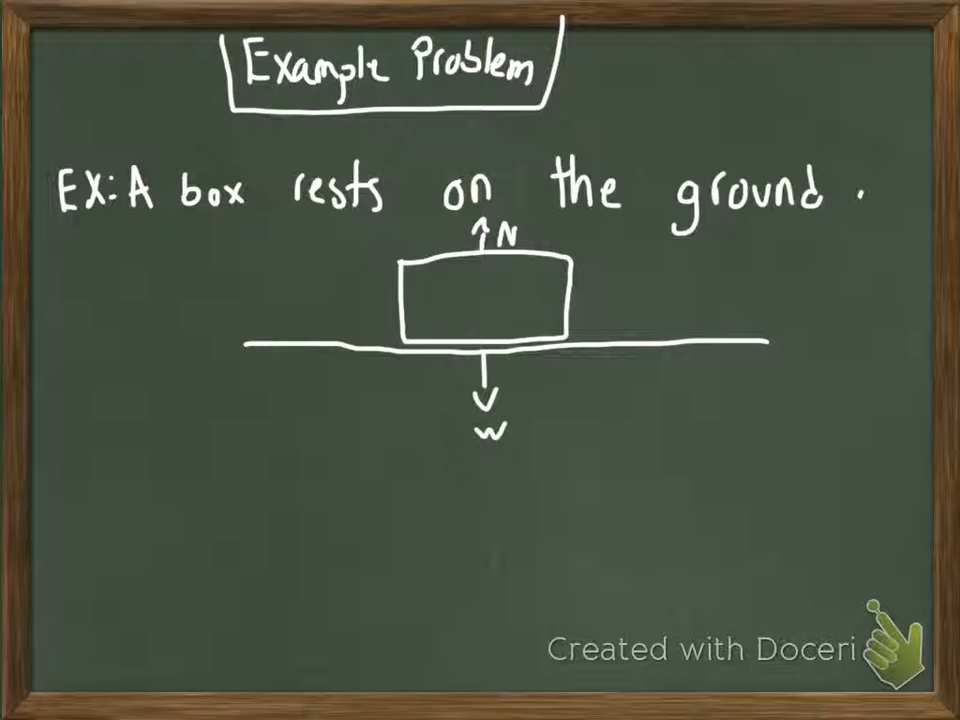 Example Problem
EX: A box rests on the ground.
N
W
Created with Doceri